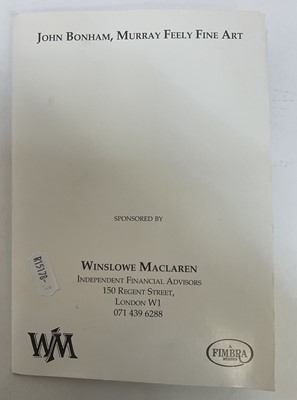 JOHN BONHAM, MURRAY FEELY FINE ART
SPONSORED BY
WINSLOWE MACLAREN
INDEPENDENT FINANCIAL ADVISORS
150 REGENT STREET,
LONDON W1
071 439 6288
WM
A
FIMBRA
MEMBER